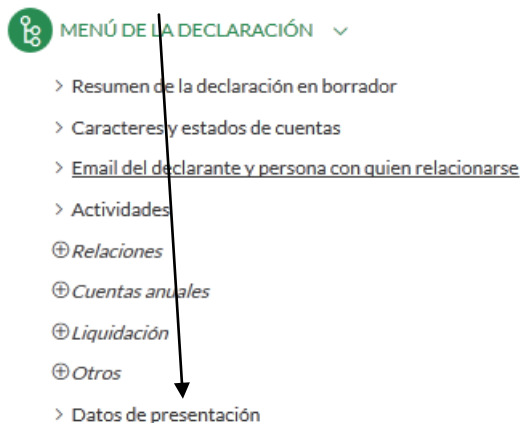 MENÚ DE LA DECLARACIÓN
Resumen de la declaración en borrador
Caracteres y estados de cuentas
Email del declarante y persona con quien relacionarse
Actividades
Relaciones
Cuentas anuales
Liquidación
Otros
Datos de presentación